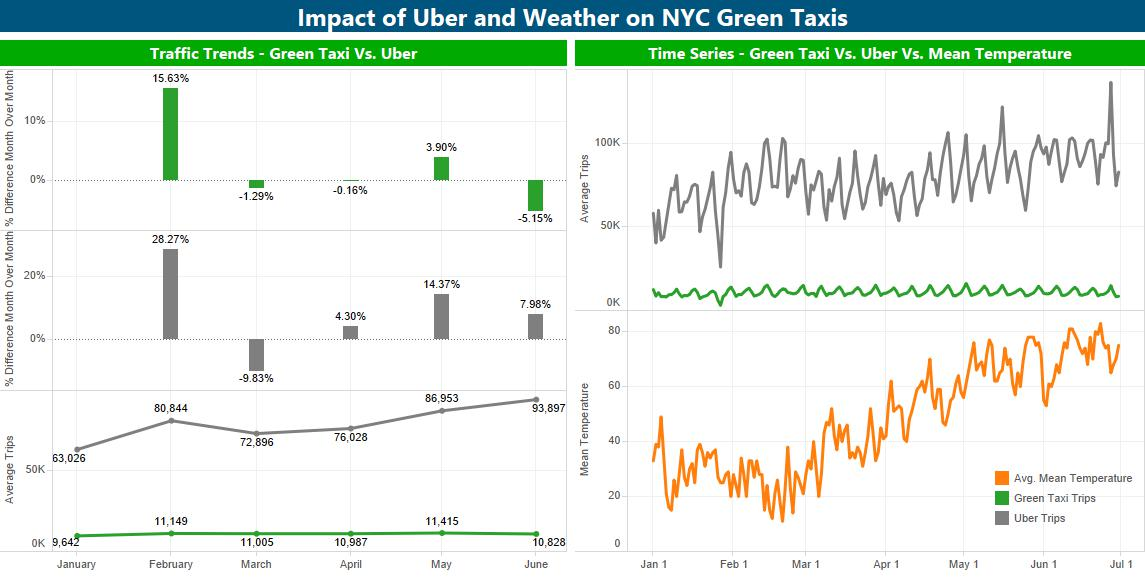 Impact of Uber and Weather on NYC Green Taxis
Traffic Trends - Green Taxi Vs. Uber
% Difference Month Over Month
10%
0%
15.63%
-1.29%
-0.16%
3.90%
-5.15%
% Difference Month Over Month
20%
0%
28.27%
-9.83%
4.30%
14.37%
7.98%
Average Trips
50K
0K
63,026
80,844
72,896
76,028
86,953
93,897
9,642
11,149
11,005
10,987
11,415
10,828
January
February
March
April
May
June
Time Series - Green Taxi Vs. Uber Vs. Mean Temperature
Average Trips
100K
50K
0K
Mean Temperature
80
60
40
20
0
Avg. Mean Temperature
Green Taxi Trips
Uber Trips
Jan 1
Feb 1
Mar 1
Apr 1
May 1
Jun 1
Jul 1